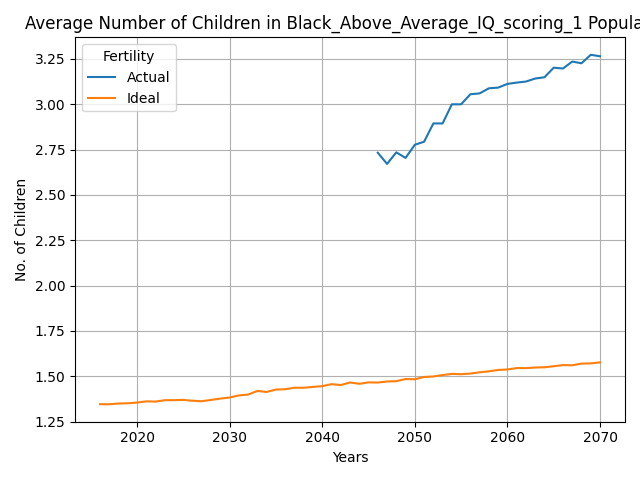 Average Number of Children in Black_Above_Average_IQ_scoring_1 Popula
Fertility
Actual
Ideal
3.25
3.00
2.75
2.50
2.25
2.00
1.75
1.50
1.25
No. of Children
2020
2030
2040
2050
2060
2070
Years